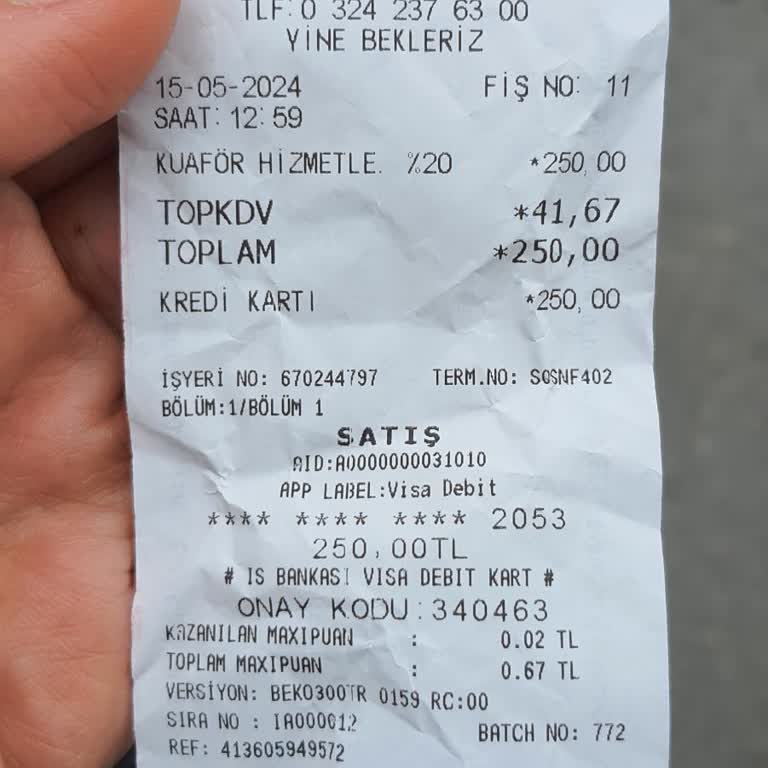 TLF:0 324 237 63 00
YİNE BEKLERİZ
15-05-2024 FİŞ NO: 11
SAAT: 12:59
KUAFÖR HİZMETLE. %20 *250,00
TOPKDV *41,67
TOPLAM *250,00
KREDİ KARTI *250,00
İŞYERİ NO: 670244797 TERM.NO: SOSNF402
BÖLÜM:1/BÖLÜM 1
SATIŞ
AID:A0000000031010
APP LABEL:Visa Debit
**** **** **** 2053
250,00TL
# IS BANKASI VISA DEBIT KART #
ONAY KODU:340463
KAZANILAN MAXIPUAN : 0.02 TL
TOPLAM MAXIPUAN : 0.67 TL
VERSİYON: BEKO300TR 0159 RC:00
SIRA NO : IA000012
BATCH NO: 772
REF: 413605949572